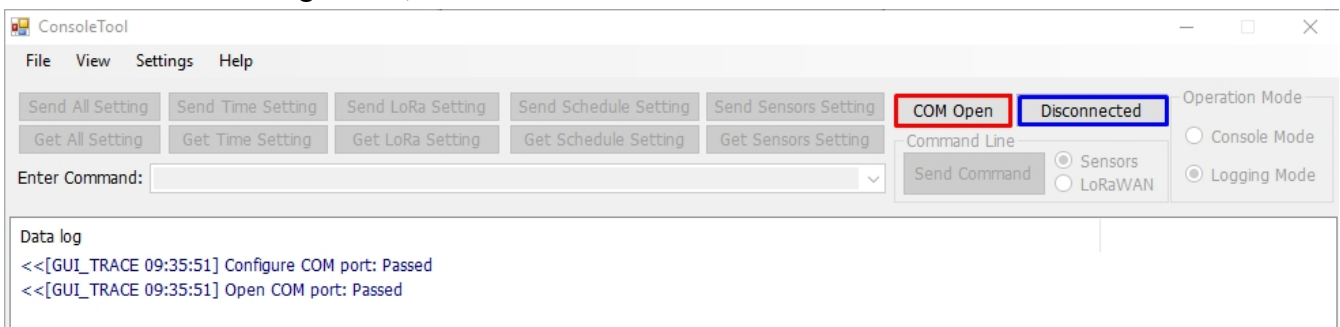 ConsoleTool
File View Settings Help
Send All Setting Send Time Setting Send LoRa Setting Send Schedule Setting Send Sensors Setting COM Open Disconnected Operation Mode
Get All Setting Get Time Setting Get LoRa Setting Get Schedule Setting Get Sensors Setting Command Line Console Mode
Enter Command: Send Command Sensors Logging Mode
LoRaWAN
Data log
<<[GUI_TRACE 09:35:51] Configure COM port: Passed
<<[GUI_TRACE 09:35:51] Open COM port: Passed